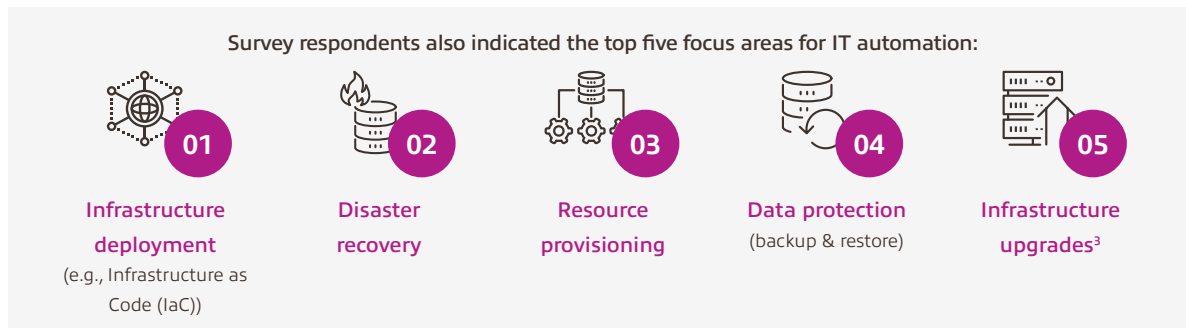 Survey respondents also indicated the top five focus areas for IT automation:
01
Infrastructure
deployment
(e.g., Infrastructure as
Code (IaC))
02
Disaster
recovery
03
Resource
provisioning
04
Data protection
(backup & restore)
05
Infrastructure
upgrades³